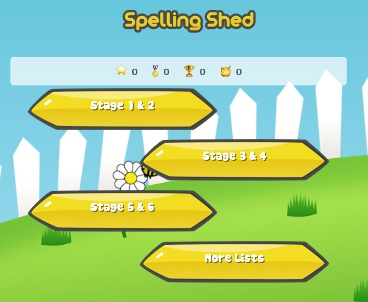 Spelling Shed
0 0 0 0
Stage 1 & 2
Stage 3 & 4
Stage 5 & 6
More Lists